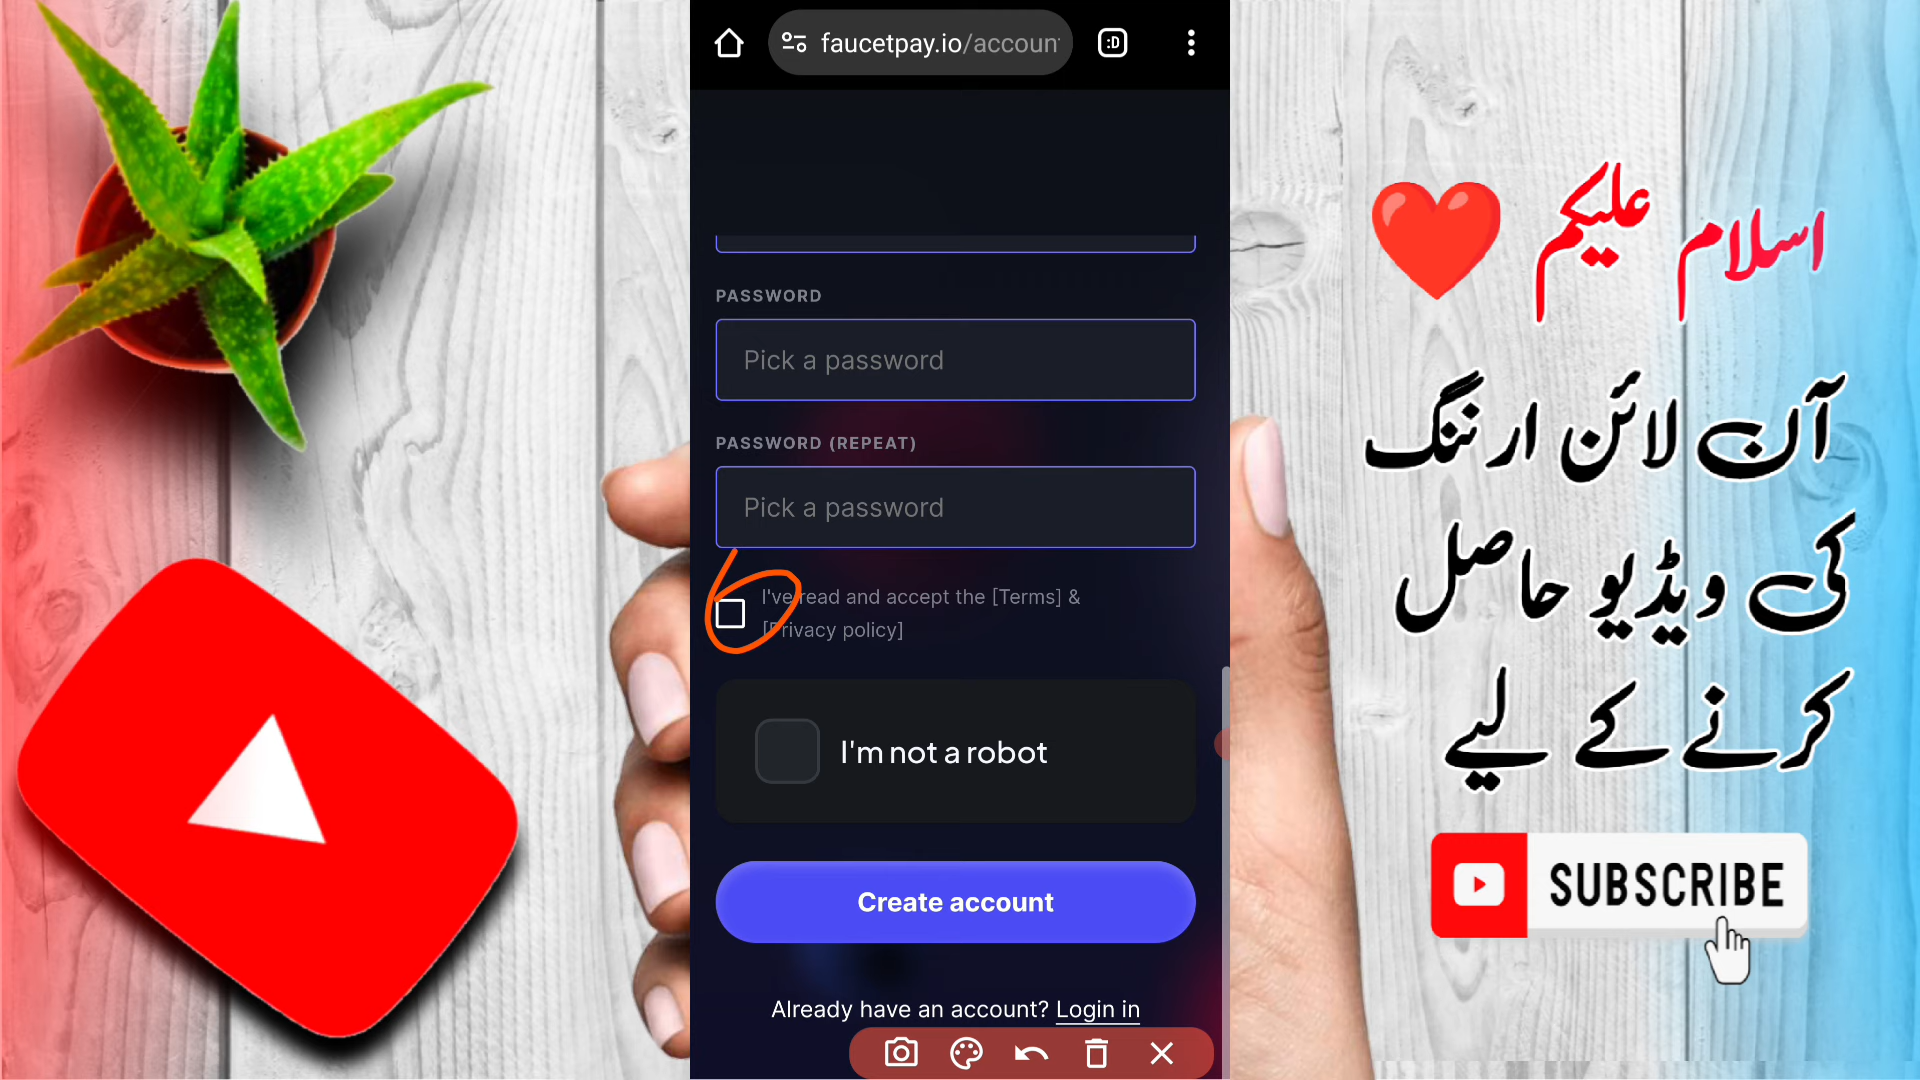 faucetpay.io/accoun
:D
PASSWORD
Pick a password
PASSWORD (REPEAT)
Pick a password
I've read and accept the [Terms] &
[Privacy policy]
I'm not a robot
Create account
Already have an account? Login in
اسلام علیکم
آن لائن ارننگ
کی ویڈیو حاصل
کرنے کے لیے
SUBSCRIBE